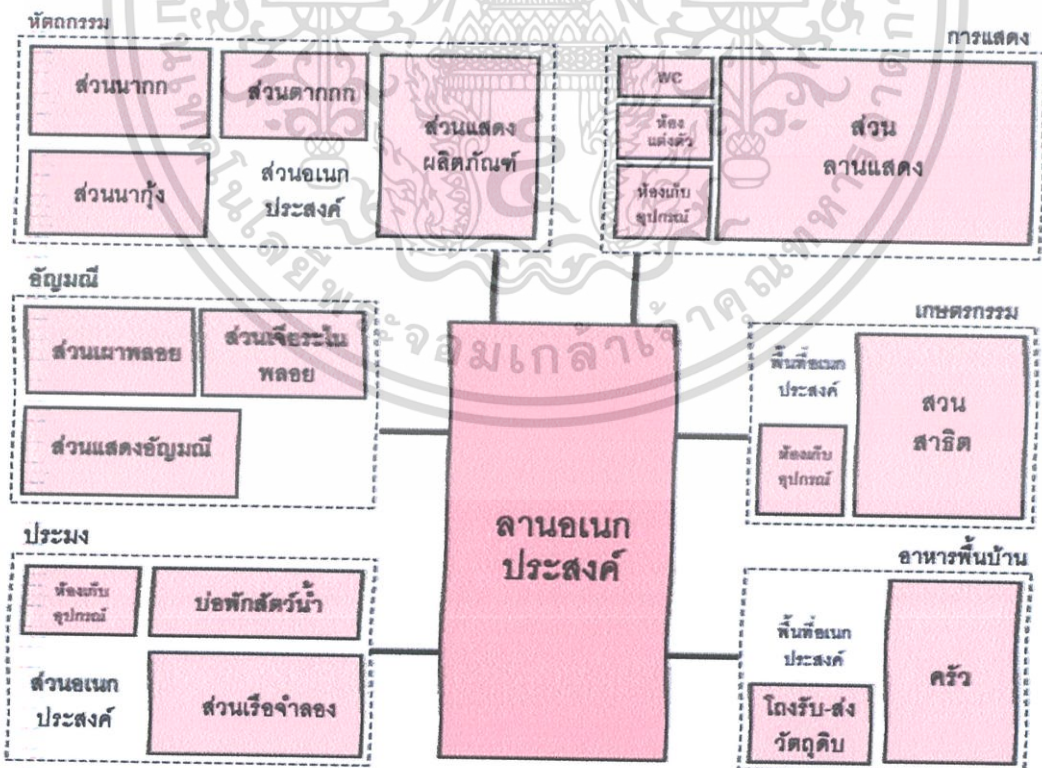 หัตถกรรม
ส่วนนากก
ส่วนตากกก
ส่วนแสดง
ผลิตภัณฑ์
ส่วนนากุ้ง
ส่วนอเนก
ประสงค์
การแสดง
WC
ห้อง
แต่งตัว
ห้องเก็บ
อุปกรณ์
ส่วน
ลานแสดง
อัญมณี
ส่วนเผาพลอย
ส่วนเจียระไน
พลอย
ส่วนแสดงอัญมณี
เกษตรกรรม
พื้นที่อเนก
ประสงค์
ห้องเก็บ
อุปกรณ์
สวน
สาธิต
ลานอเนก
ประสงค์
ประมง
ห้องเก็บ
อุปกรณ์
บ่อพักสัตว์น้ำ
ส่วนอเนก
ประสงค์
ส่วนเรือจำลอง
อาหารพื้นบ้าน
พื้นที่อเนก
ประสงค์
โถงรับ-ส่ง
วัตถุดิบ
ครัว